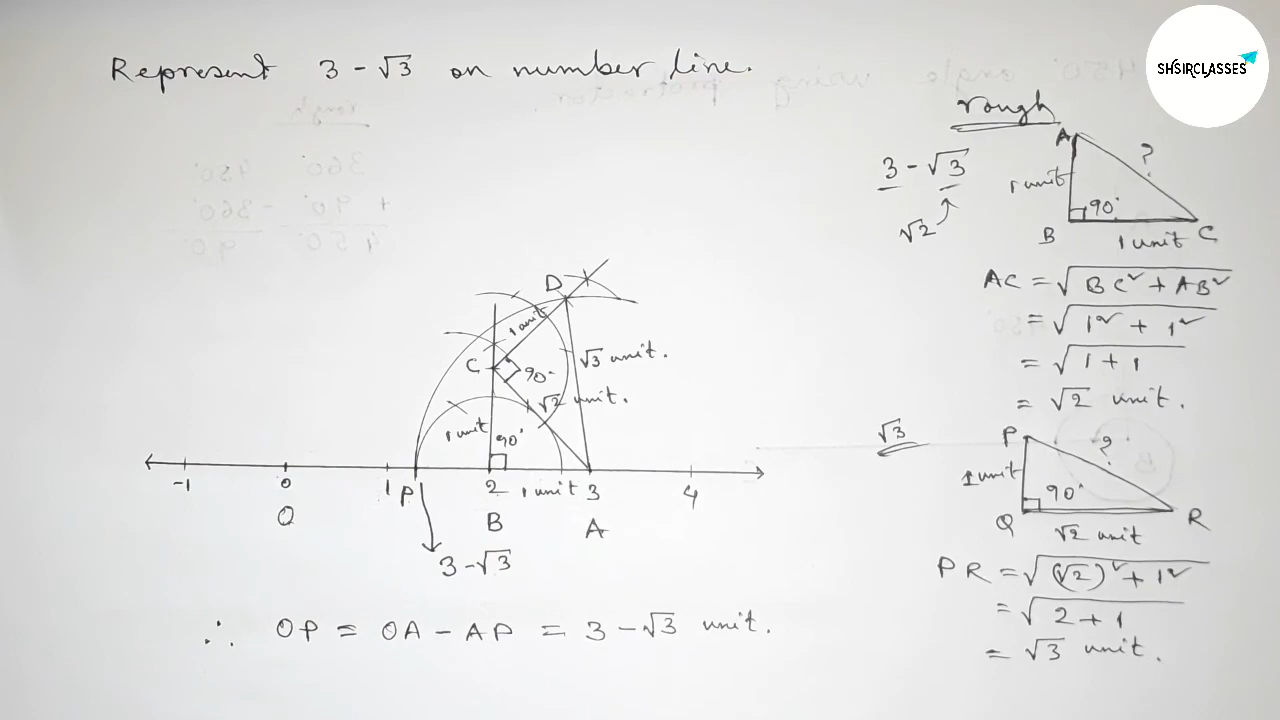 Represent 3 - √3 on number line.
SHSIRCLASSES
rough
3 - √3
√2
A
?
1 unit
90°
B
1 unit
C
AC = √(BC² + AB²)
= √(1² + 1²)
= √(1 + 1)
= √2 unit.
√3
P
?
1 unit
90°
Q
√2 unit
R
PR = √((√2)² + 1²)
= √(2 + 1)
= √3 unit.
D
1 unit
√3 unit.
C
90°
√2 unit.
1 unit
90°
-1 0 1 P 2 1 unit 3 4
O B A
3 - √3
∴ OP = OA - AP = 3 - √3 unit.